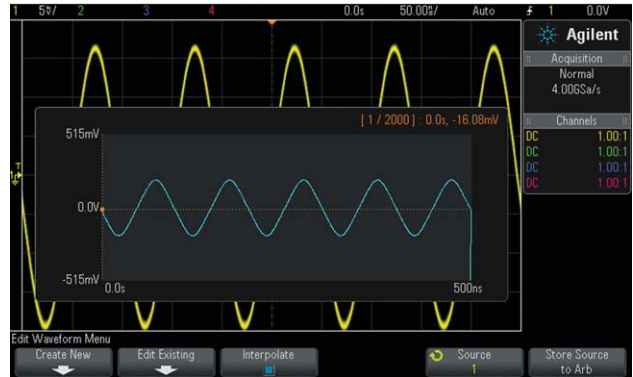 1 5V/ 2 3 4 0.0s 50.00ns/ Auto 1 0.0V
Agilent
Acquisition
Normal
4.00GSa/s
Channels
DC 1.00:1
DC 1.00:1
DC 1.00:1
DC 1.00:1
[ 1 / 2000 ] : 0.0s, -16.08mV
515mV
0.0V
-515mV
0.0s 500ns
T
1
Edit Waveform Menu
Create New
Edit Existing
Interpolate
Source
1
Store Source
to Arb